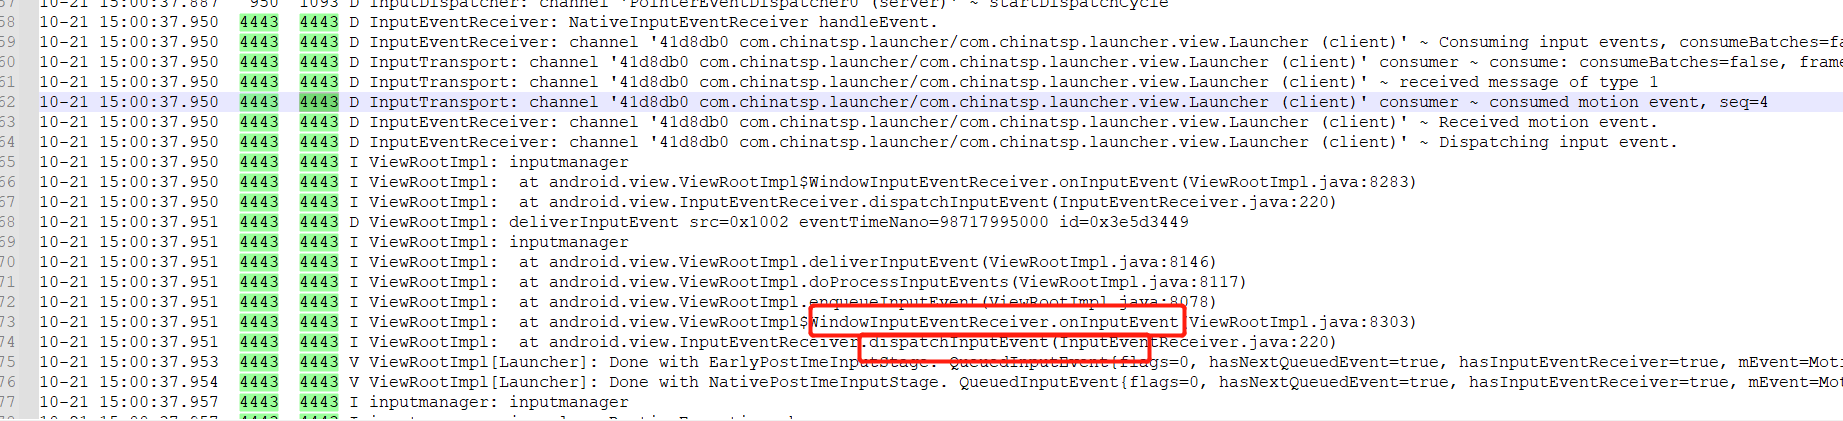 57 10-21 15:00:37.887 950 1093 D InputDispatcher: channel 'PointerEventDispatcher0 (server)' ~ startDispatchCycle
58 10-21 15:00:37.950 4443 4443 D InputEventReceiver: NativeInputEventReceiver handleEvent.
59 10-21 15:00:37.950 4443 4443 D InputEventReceiver: channel '41d8db0 com.chinatsp.launcher/com.chinatsp.launcher.view.Launcher (client)' ~ Consuming input events, consumeBatches=fa
60 10-21 15:00:37.950 4443 4443 D InputTransport: channel '41d8db0 com.chinatsp.launcher/com.chinatsp.launcher.view.Launcher (client)' consumer ~ consume: consumeBatches=false, frame
61 10-21 15:00:37.950 4443 4443 D InputTransport: channel '41d8db0 com.chinatsp.launcher/com.chinatsp.launcher.view.Launcher (client)' ~ received message of type 1
62 10-21 15:00:37.950 4443 4443 D InputTransport: channel '41d8db0 com.chinatsp.launcher/com.chinatsp.launcher.view.Launcher (client)' consumer ~ consumed motion event, seq=4
63 10-21 15:00:37.950 4443 4443 D InputEventReceiver: channel '41d8db0 com.chinatsp.launcher/com.chinatsp.launcher.view.Launcher (client)' ~ Received motion event.
64 10-21 15:00:37.950 4443 4443 D InputEventReceiver: channel '41d8db0 com.chinatsp.launcher/com.chinatsp.launcher.view.Launcher (client)' ~ Dispatching input event.
65 10-21 15:00:37.950 4443 4443 I ViewRootImpl: inputmanager
66 10-21 15:00:37.950 4443 4443 I ViewRootImpl:  at android.view.ViewRootImpl$WindowInputEventReceiver.onInputEvent(ViewRootImpl.java:8283)
67 10-21 15:00:37.950 4443 4443 I ViewRootImpl:  at android.view.InputEventReceiver.dispatchInputEvent(InputEventReceiver.java:220)
68 10-21 15:00:37.951 4443 4443 D ViewRootImpl: deliverInputEvent src=0x1002 eventTimeNano=98717995000 id=0x3e5d3449
69 10-21 15:00:37.951 4443 4443 I ViewRootImpl: inputmanager
70 10-21 15:00:37.951 4443 4443 I ViewRootImpl:  at android.view.ViewRootImpl.deliverInputEvent(ViewRootImpl.java:8146)
71 10-21 15:00:37.951 4443 4443 I ViewRootImpl:  at android.view.ViewRootImpl.doProcessInputEvents(ViewRootImpl.java:8117)
72 10-21 15:00:37.951 4443 4443 I ViewRootImpl:  at android.view.ViewRootImpl.enqueueInputEvent(ViewRootImpl.java:8078)
73 10-21 15:00:37.951 4443 4443 I ViewRootImpl:  at android.view.ViewRootImpl$WindowInputEventReceiver.onInputEvent(ViewRootImpl.java:8303)
74 10-21 15:00:37.951 4443 4443 I ViewRootImpl:  at android.view.InputEventReceiver.dispatchInputEvent(InputEventReceiver.java:220)
75 10-21 15:00:37.953 4443 4443 V ViewRootImpl[Launcher]: Done with EarlyPostImeInputStage. QueuedInputEvent{flags=0, hasNextQueuedEvent=true, hasInputEventReceiver=true, mEvent=Moti
76 10-21 15:00:37.954 4443 4443 V ViewRootImpl[Launcher]: Done with NativePostImeInputStage. QueuedInputEvent{flags=0, hasNextQueuedEvent=true, hasInputEventReceiver=true, mEvent=Mot
77 10-21 15:00:37.957 4443 4443 I inputmanager: inputmanager
10-21 15:00:37.957 4443 4443 I